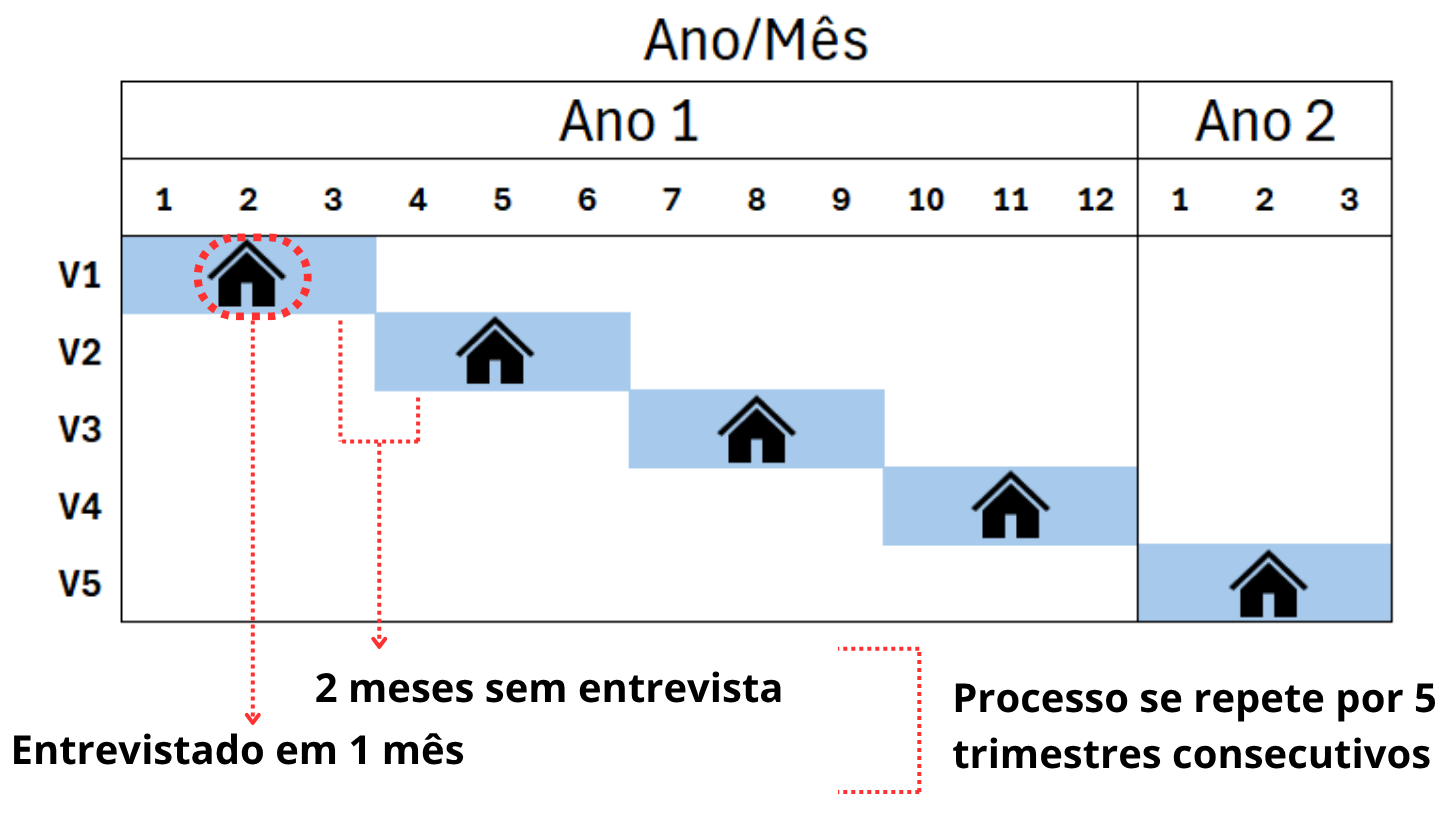 Ano/Mês
Ano 1 Ano 2
1 2 3 4 5 6 7 8 9 10 11 12 1 2 3
V1
V2
V3
V4
V5
2 meses sem entrevista
Entrevistado em 1 mês
Processo se repete por 5
trimestres consecutivos